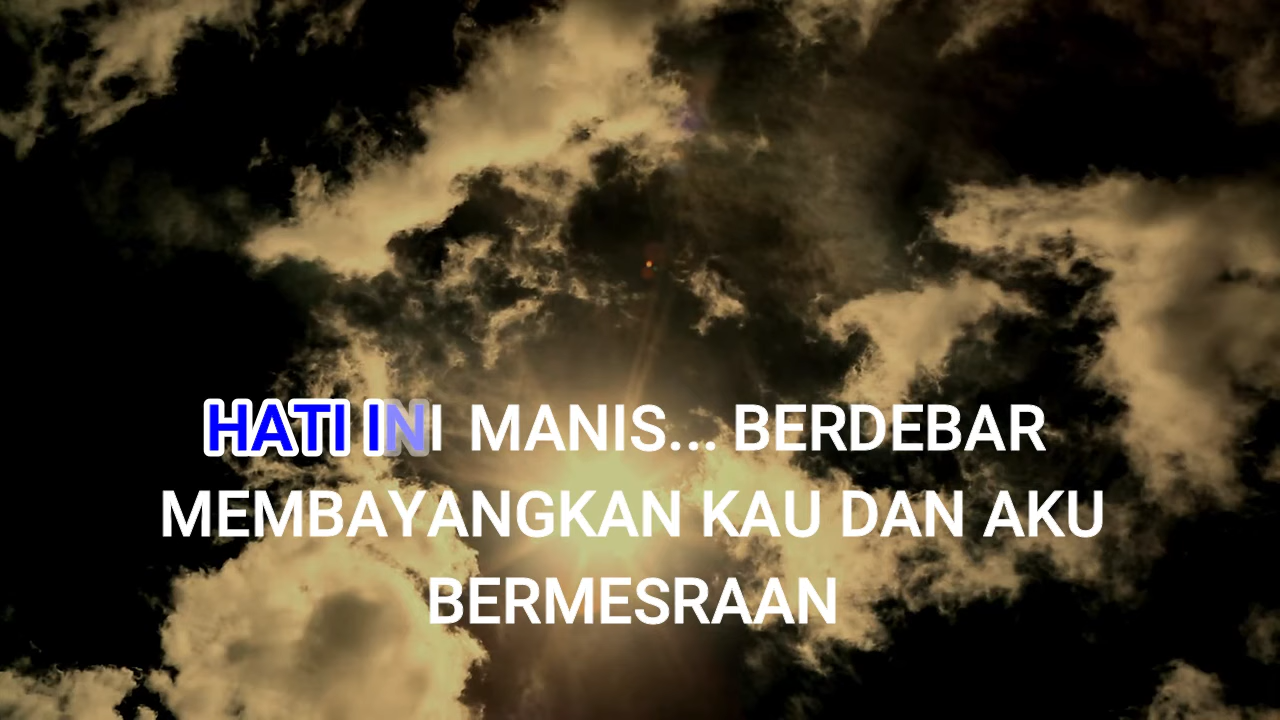 HATI INI MANIS... BERDEBAR
MEMBAYANGKAN KAU DAN AKU
BERMESRAAN